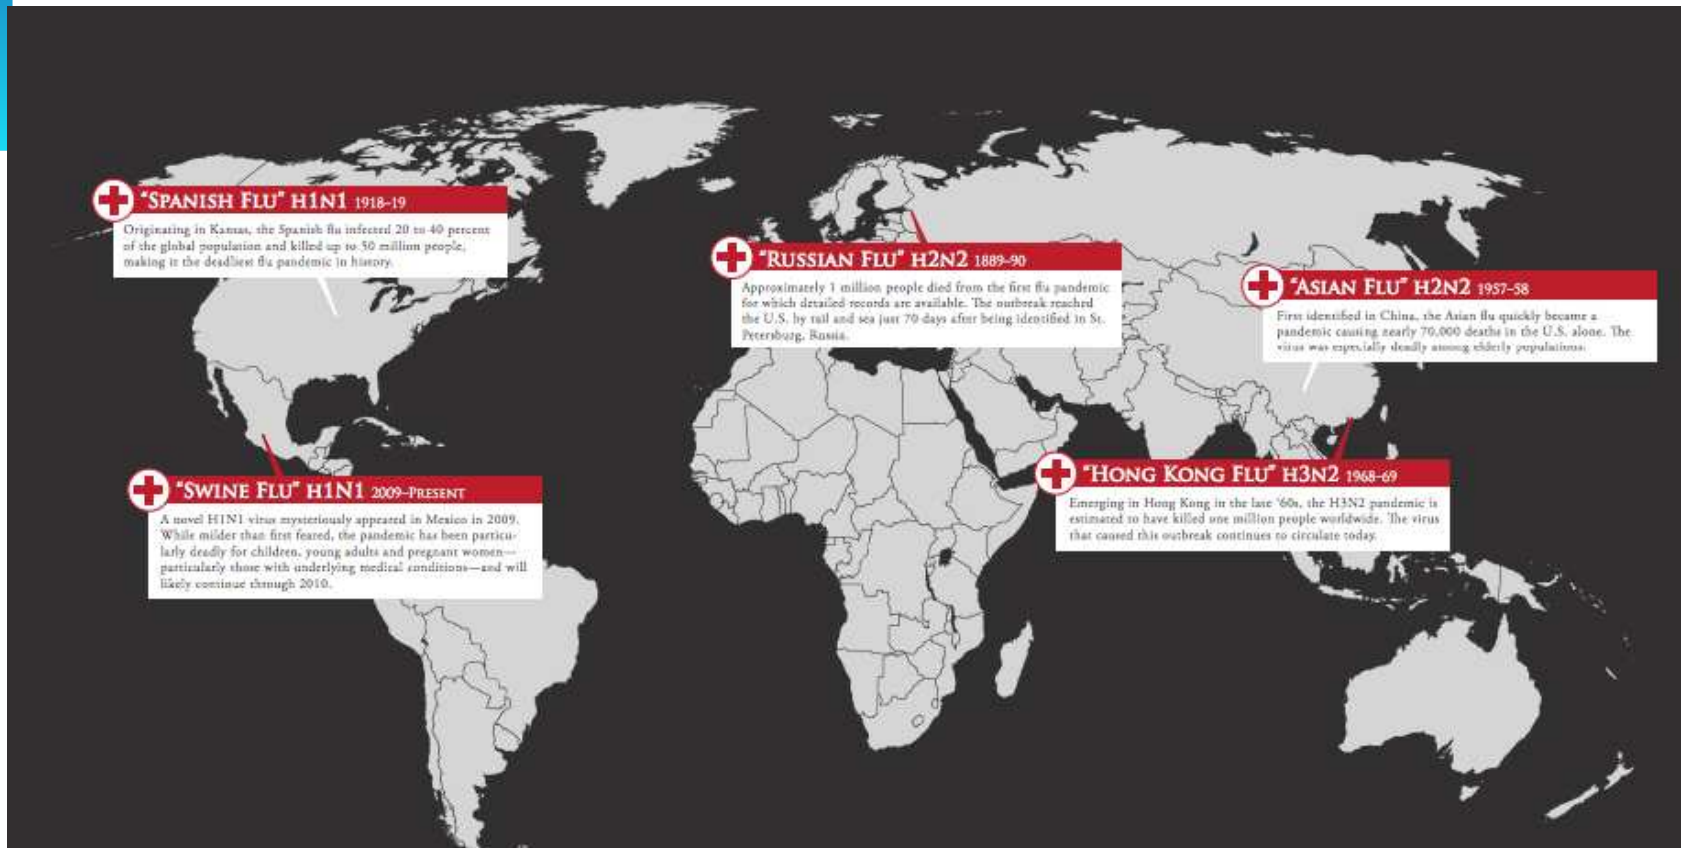 “SPANISH FLU” H1N1 1918–19
Originating in Kansas, the Spanish flu infected 20 to 40 percent
of the global population and killed up to 50 million people,
making it the deadliest flu pandemic in history.
“RUSSIAN FLU” H2N2 1889–90
Approximately 1 million people died from the first flu pandemic
for which detailed records are available. The outbreak reached
the U.S. by rail and sea just 70 days after being identified in St.
Petersburg, Russia.
“ASIAN FLU” H2N2 1957–58
First identified in China, the Asian flu quickly became a
pandemic causing nearly 70,000 deaths in the U.S. alone. The
virus was especially deadly among elderly populations.
“SWINE FLU” H1N1 2009–PRESENT
A novel H1N1 virus mysteriously appeared in Mexico in 2009.
While milder than first feared, the pandemic has been particu-
larly deadly for children, young adults and pregnant women—
particularly those with underlying medical conditions—and will
likely continue through 2010.
“HONG KONG FLU” H3N2 1968–69
Emerging in Hong Kong in the late ’60s, the H3N2 pandemic is
estimated to have killed one million people worldwide. The virus
that caused this outbreak continues to circulate today.